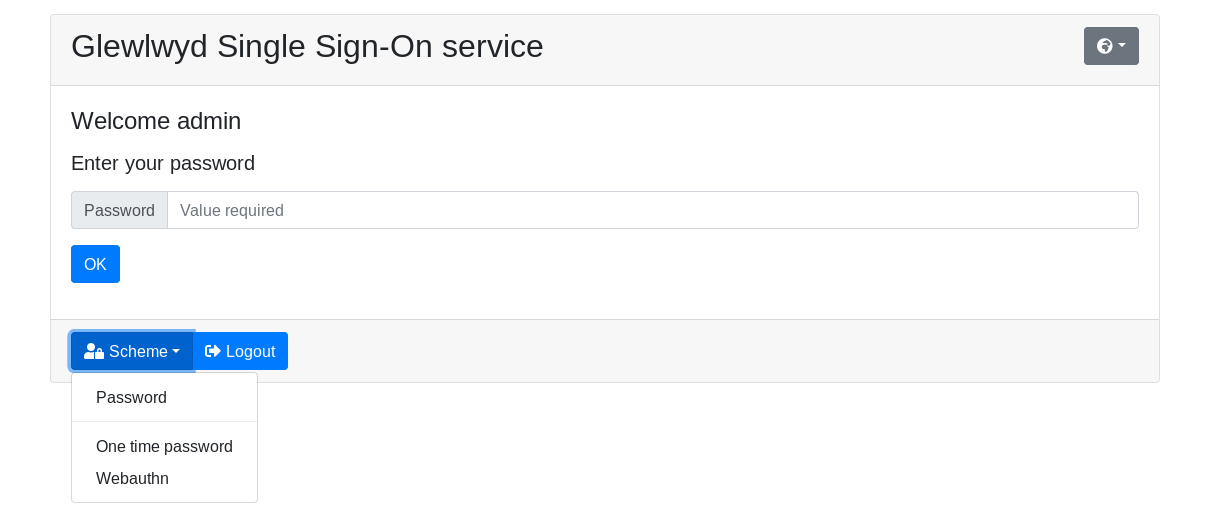 Glewlwyd Single Sign-On service
Welcome admin
Enter your password
Password Value required
OK
Scheme Logout
Password
One time password
Webauthn